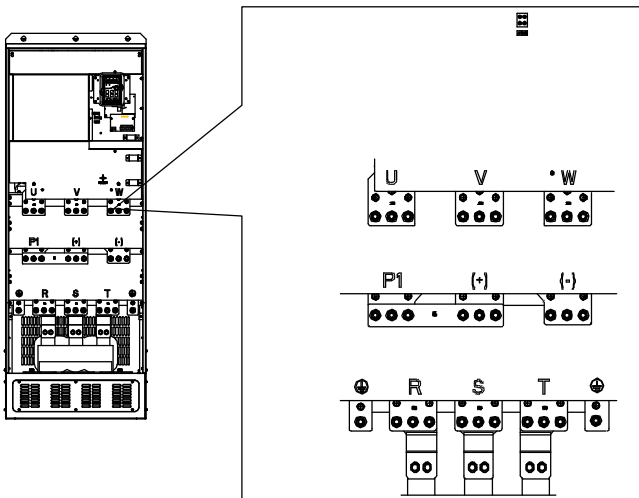 U V W
P1 (+) (-)
R S T
U V W
P1 (+) (-)
R S T